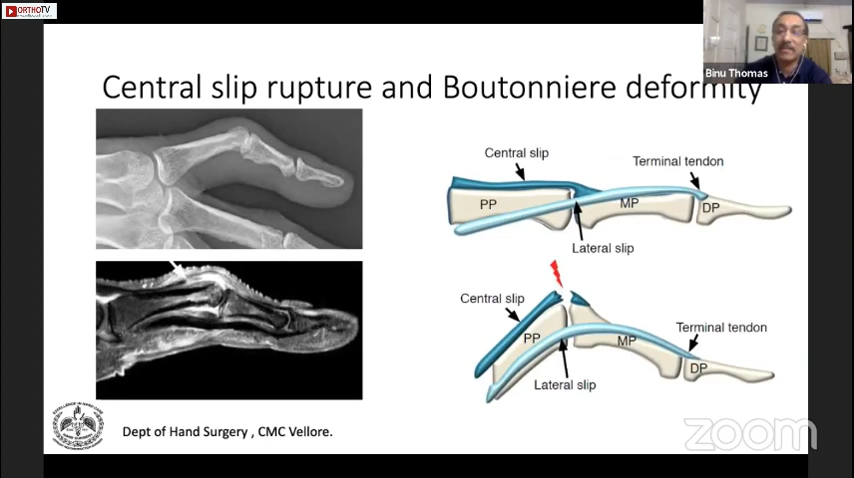 ORTHOTV
Binu Thomas
Central slip rupture and Boutonniere deformity
Central slip
Terminal tendon
PP
MP
DP
Lateral slip
Central slip
Terminal tendon
PP
MP
DP
Lateral slip
Dept of Hand Surgery , CMC Vellore.
zoom